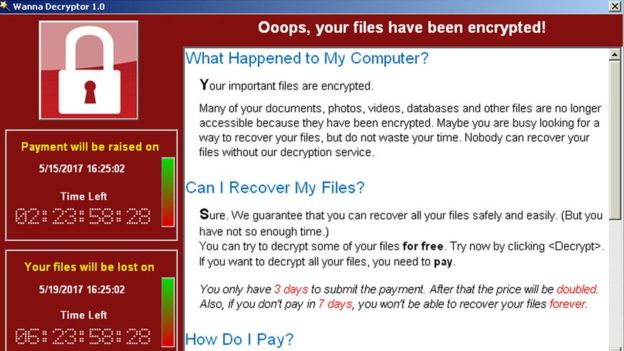 Wanna Decryptor 1.0
Ooops, your files have been encrypted!
Payment will be raised on
5/15/2017 16:25:02
Time Left
02:23:58:28
Your files will be lost on
5/19/2017 16:25:02
Time Left
06:23:58:28
What Happened to My Computer?
Your important files are encrypted.
Many of your documents, photos, videos, databases and other files are no longer
accessible because they have been encrypted. Maybe you are busy looking for a
way to recover your files, but do not waste your time. Nobody can recover your
files without our decryption service.
Can I Recover My Files?
Sure. We guarantee that you can recover all your files safely and easily. (But you
have not so enough time.)
You can try to decrypt some of your files for free. Try now by clicking <Decrypt>.
If you want to decrypt all your files, you need to pay.
You only have 3 days to submit the payment. After that the price will be doubled.
Also, if you don't pay in 7 days, you won't be able to recover your files forever.
How Do I Pay?